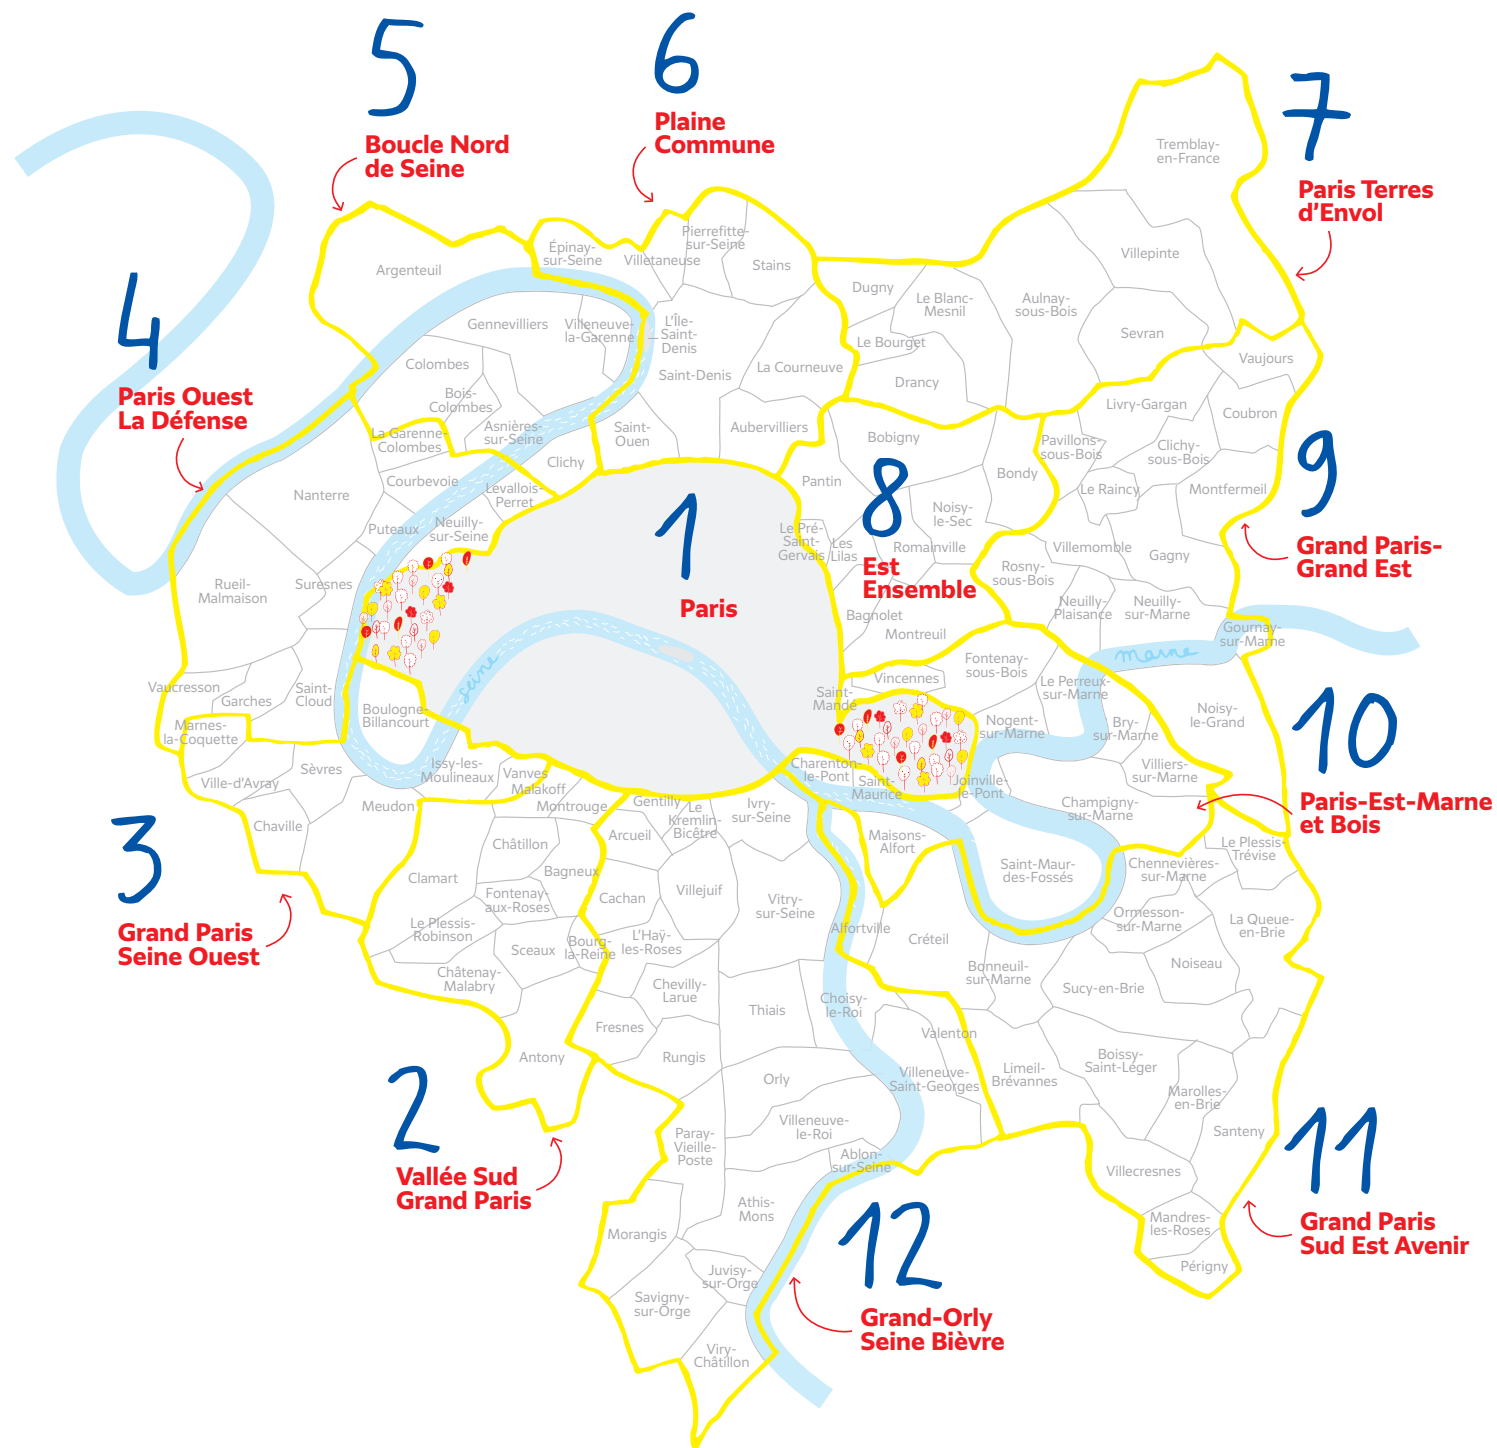 5
Boucle Nord
de Seine
6
Plaine
Commune
7
Paris Terres
d'Envol
4
Paris Ouest
La Défense
Tremblay-
en-France
Villepinte
Aulnay-
sous-Bois
Sevran
Dugny
Le Blanc-
Mesnil
Le Bourget
Drancy
Argenteuil
Épinay-
sur-Seine
Villetaneuse
Pierrefitte-
sur-Seine
Stains
Gennevilliers
Villeneuve-
la-Garenne
L'Île-
Saint-
Denis
Saint-Denis
La Courneuve
Colombes
Bois-
Colombes
Asnières-
sur-Seine
La Garenne-
Colombes
Saint-
Ouen
Aubervilliers
Clichy
Courbevoie
Levallois-
Perret
Nanterre
Puteaux
Neuilly-
sur-Seine
Rueil-
Malmaison
Suresnes
Vaujours
Livry-Gargan
Coubron
Pavillons-
sous-Bois
Clichy-
sous-Bois
Le Raincy
Montfermeil
Villemomble
Gagny
Rosny-
sous-Bois
Neuilly-
Plaisance
Neuilly-
sur-Marne
Gournay-
sur-Marne
Noisy-
le-Grand
9
Grand Paris-
Grand Est
Bobigny
Bondy
Pantin
Noisy-
le-Sec
Le Pré-
Saint-
Gervais
Les
Lilas
Romainville
Bagnolet
Montreuil
8
Est
Ensemble
1
Paris
seine
marne
Vaucresson
Garches
Saint-
Cloud
Marnes-
la-Coquette
Boulogne-
Billancourt
Ville-d'Avray
Sèvres
Issy-les-
Moulineaux
Vanves
Meudon
Chaville
3
Grand Paris
Seine Ouest
Malakoff
Montrouge
Châtillon
Bagneux
Clamart
Fontenay-
aux-Roses
Le Plessis-
Robinson
Sceaux
Bourg-
la-Reine
Châtenay-
Malabry
Antony
2
Vallée Sud
Grand Paris
Vincennes
Fontenay-
sous-Bois
Saint-
Mandé
Le Perreux-
sur-Marne
Nogent-
sur-Marne
Bry-
sur-Marne
Villiers-
sur-Marne
Charenton-
le-Pont
Saint-
Maurice
Joinville-
le-Pont
Champigny-
sur-Marne
Maisons-
Alfort
Saint-Maur-
des-Fossés
10
Paris-Est-Marne
et Bois
Le Plessis-
Trévise
Chennevières-
sur-Marne
Ormesson-
sur-Marne
La Queue-
en-Brie
Noiseau
Alfortville
Créteil
Bonneuil-
sur-Marne
Sucy-en-Brie
Limeil-
Brévannes
Boissy-
Saint-Léger
Marolles-
en-Brie
Santeny
Villecresnes
Mandres-
les-Roses
Périgny
11
Grand Paris
Sud Est Avenir
Gentilly
Le
Kremlin-
Bicêtre
Ivry-
sur-Seine
Arcueil
Cachan
Villejuif
Vitry-
sur-Seine
L'Haÿ-
les-Roses
Chevilly-
Larue
Thiais
Choisy-
le-Roi
Fresnes
Rungis
Valenton
Orly
Villeneuve-
Saint-Georges
Villeneuve-
le-Roi
Paray-
Vieille-
Poste
Ablon-
sur-Seine
Athis-
Mons
Morangis
Juvisy-
sur-Orge
Savigny-
sur-Orge
Viry-
Châtillon
12
Grand-Orly
Seine Bièvre